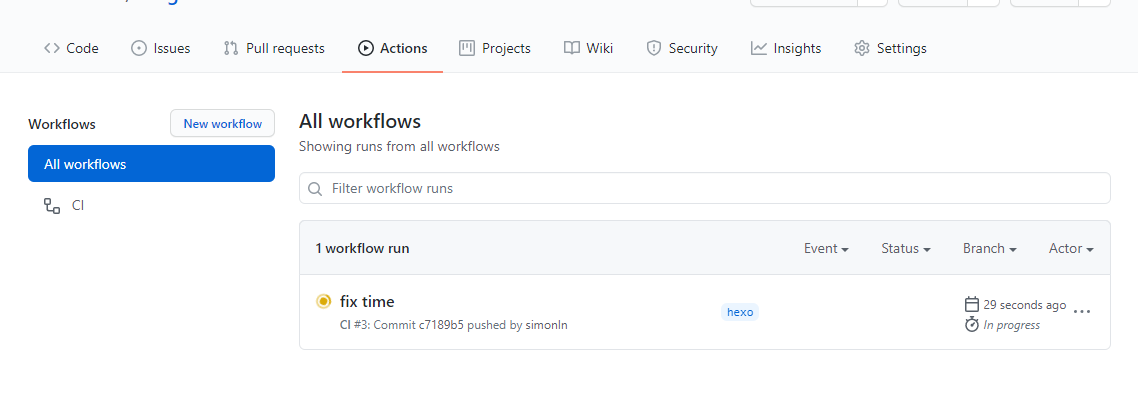 Code Issues Pull requests Actions Projects Wiki Security Insights Settings
Workflows New workflow
All workflows
CI
All workflows
Showing runs from all workflows
Filter workflow runs
1 workflow run Event Status Branch Actor
fix time
CI #3: Commit c7189b5 pushed by simonln
hexo
29 seconds ago
In progress